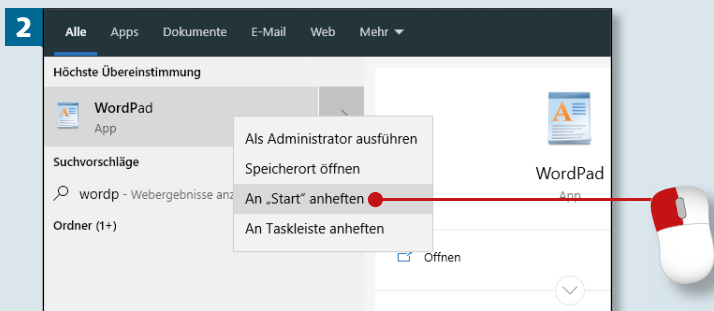 2
Alle Apps Dokumente E-Mail Web Mehr
Höchste Übereinstimmung
WordPad
App
Als Administrator ausführen
Suchvorschläge
Speicherort öffnen
wordp - Webergebnisse anz
An „Start“ anheften
Ordner (1+)
An Taskleiste anheften
WordPad
App
Öffnen